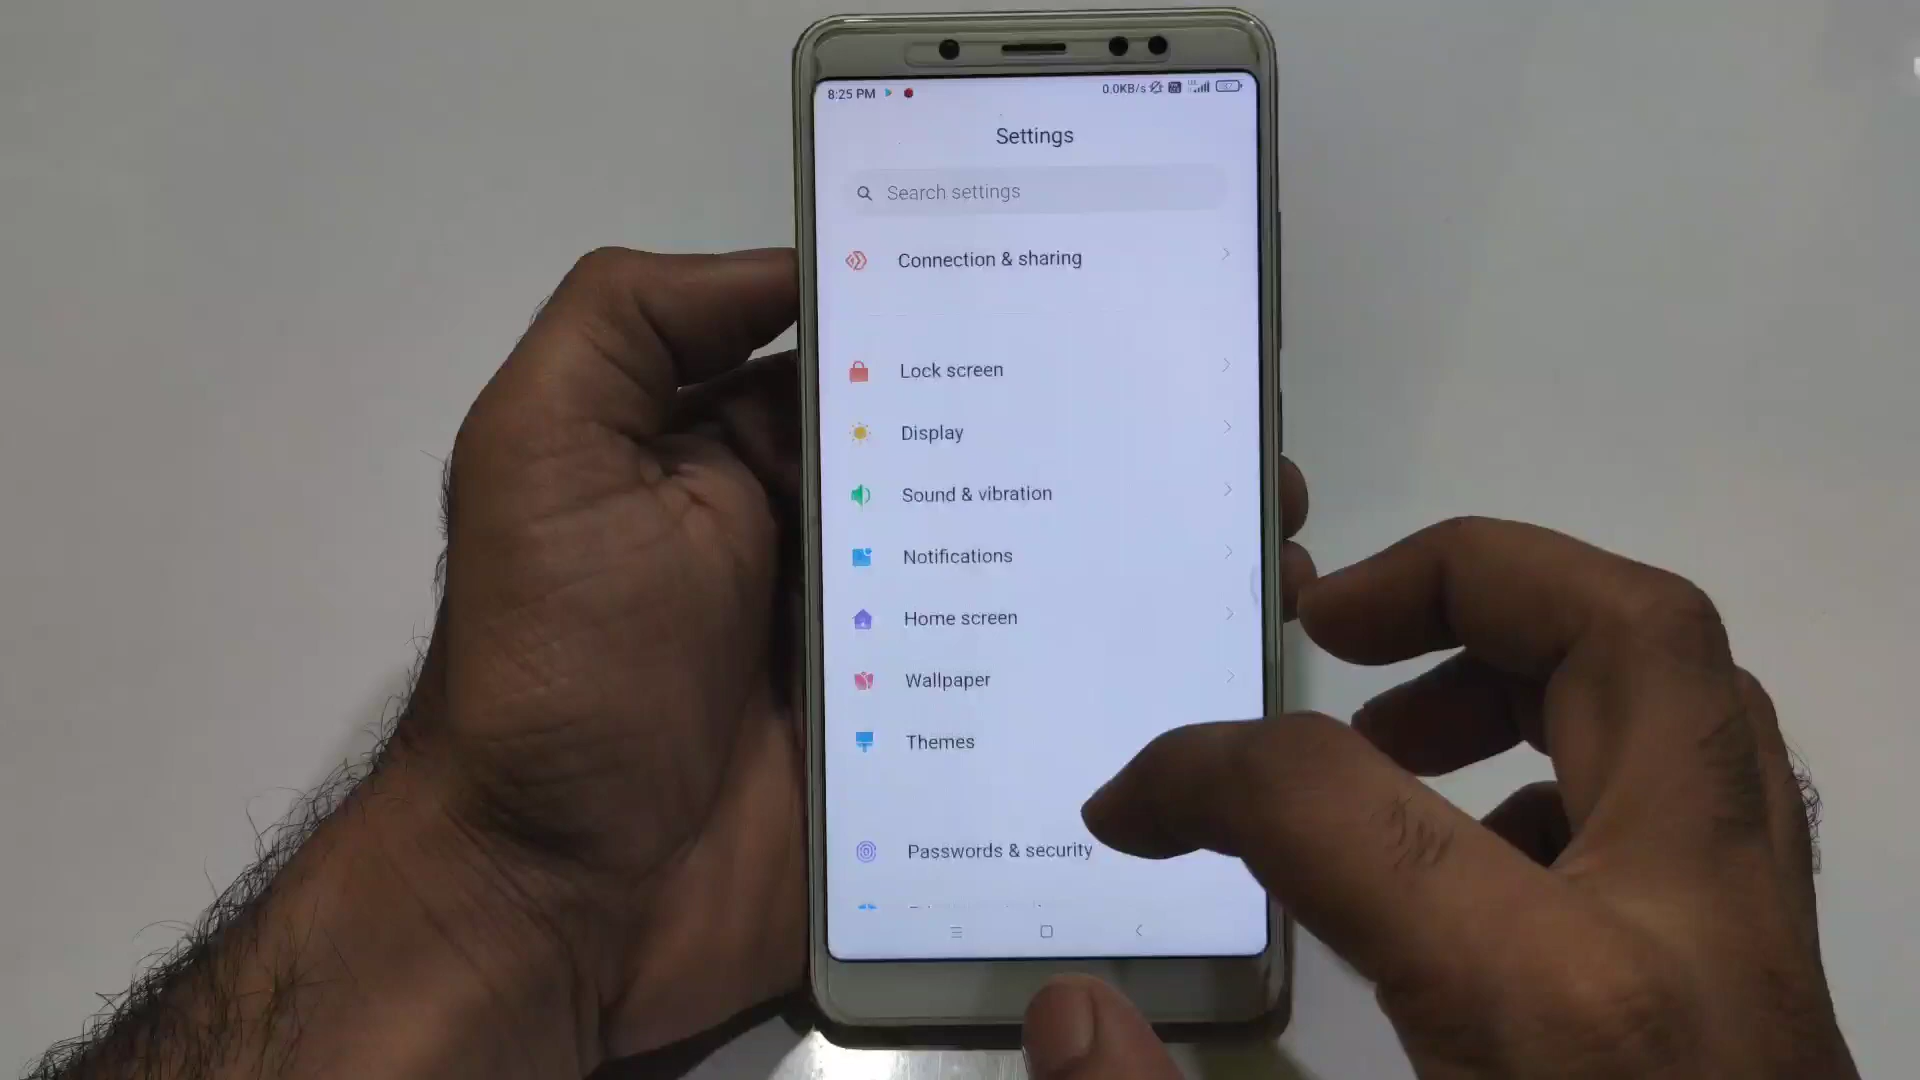 8:25 PM
0.0KB/s
Settings
Search settings
Connection & sharing
Lock screen
Display
Sound & vibration
Notifications
Home screen
Wallpaper
Themes
Passwords & security